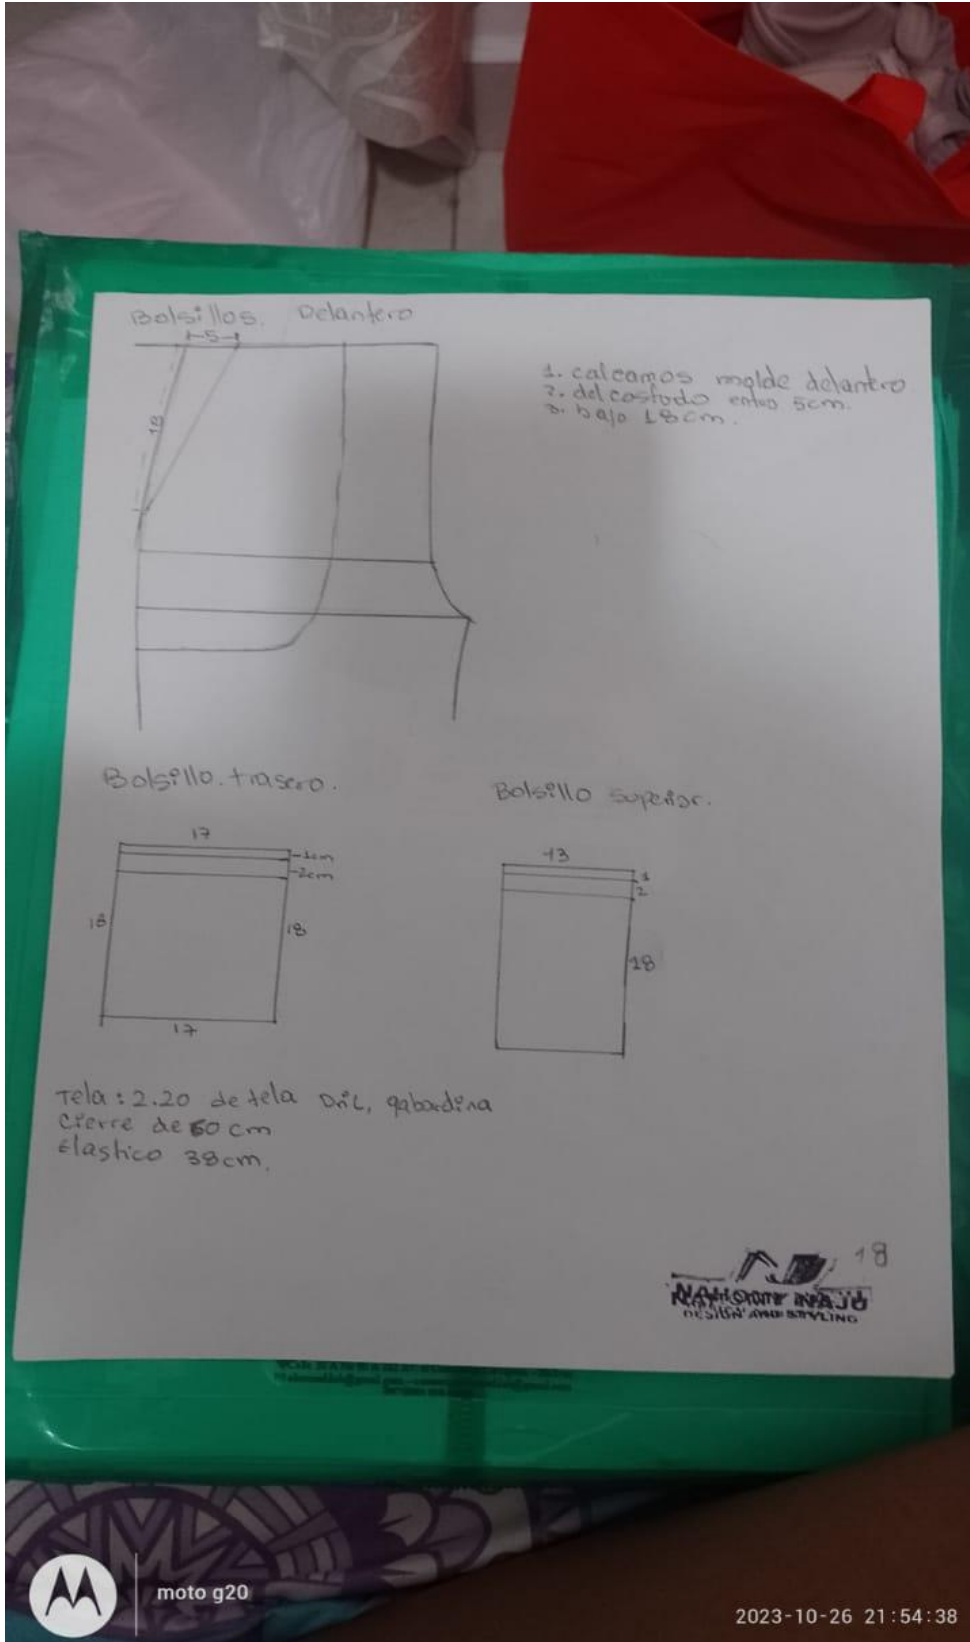 Bolsillos. Delantero
5
18
1. calcamos molde delantero
2. del costado entro 5cm.
3. bajo 18cm.
Bolsillo. trasero.
17
1cm
2cm
18
18
17
Bolsillo superior.
13
1
2
18
Tela: 2.20 de tela Dril, gabardina
Cierre de 60 cm
Elastico 38cm.
18
DESIGN AND STYLING
moto g20
2023-10-26 21:54:38